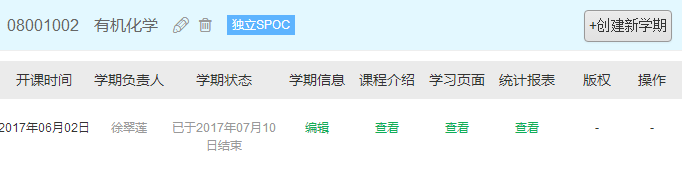 08001002 有机化学 独立SPOC +创建新学期
开课时间 学期负责人 学期状态 学期信息 课程介绍 学习页面 统计报表 版权 操作
2017年06月02日 徐翠莲 已于2017年07月10 编辑 查看 查看 查看 - -
日结束